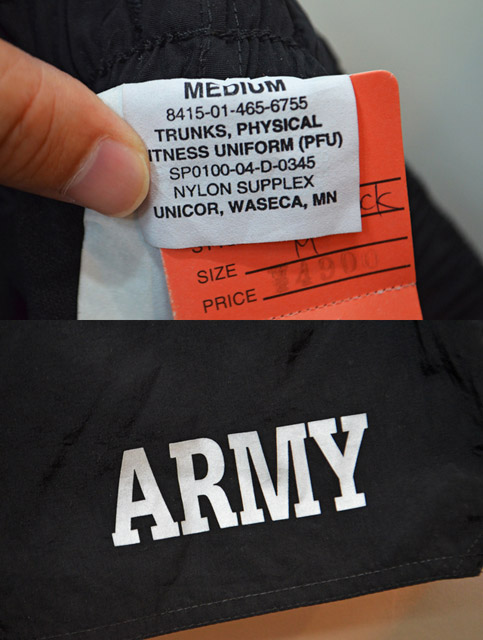 MEDIUM
8415-01-465-6755
TRUNKS, PHYSICAL
ITNESS UNIFORM (PFU)
SP0100-04-D-0345
NYLON SUPPLEX
UNICOR, WASECA, MN
SIZE M
PRICE
ARMY